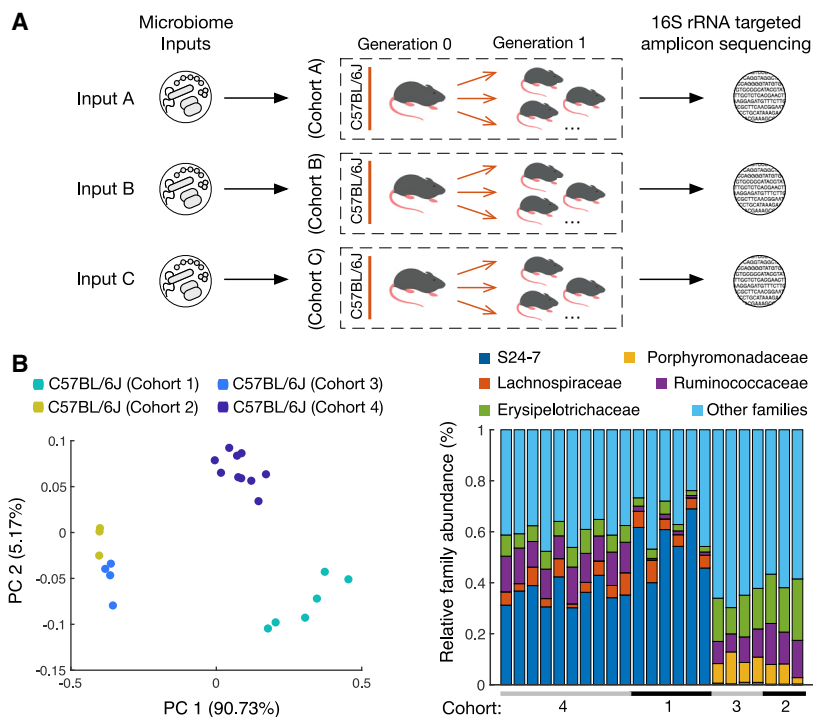 A
Microbiome
Inputs
Generation 0
Generation 1
16S rRNA targeted
amplicon sequencing
Input A
(Cohort A)
C57BL/6J
...
Input B
(Cohort B)
C57BL/6J
...
Input C
(Cohort C)
C57BL/6J
...
B
C57BL/6J (Cohort 1)
C57BL/6J (Cohort 3)
C57BL/6J (Cohort 2)
C57BL/6J (Cohort 4)
PC 2 (5.17%)
0.1
0.05
0
-0.05
-0.1
-0.15
-0.5
0
0.5
PC 1 (90.73%)
S24-7
Porphyromonadaceae
Lachnospiraceae
Ruminococcaceae
Erysipelotrichaceae
Other families
Relative family abundance (%)
1.0
0.8
0.6
0.4
0,2
0
Cohort:
4
1
3
2